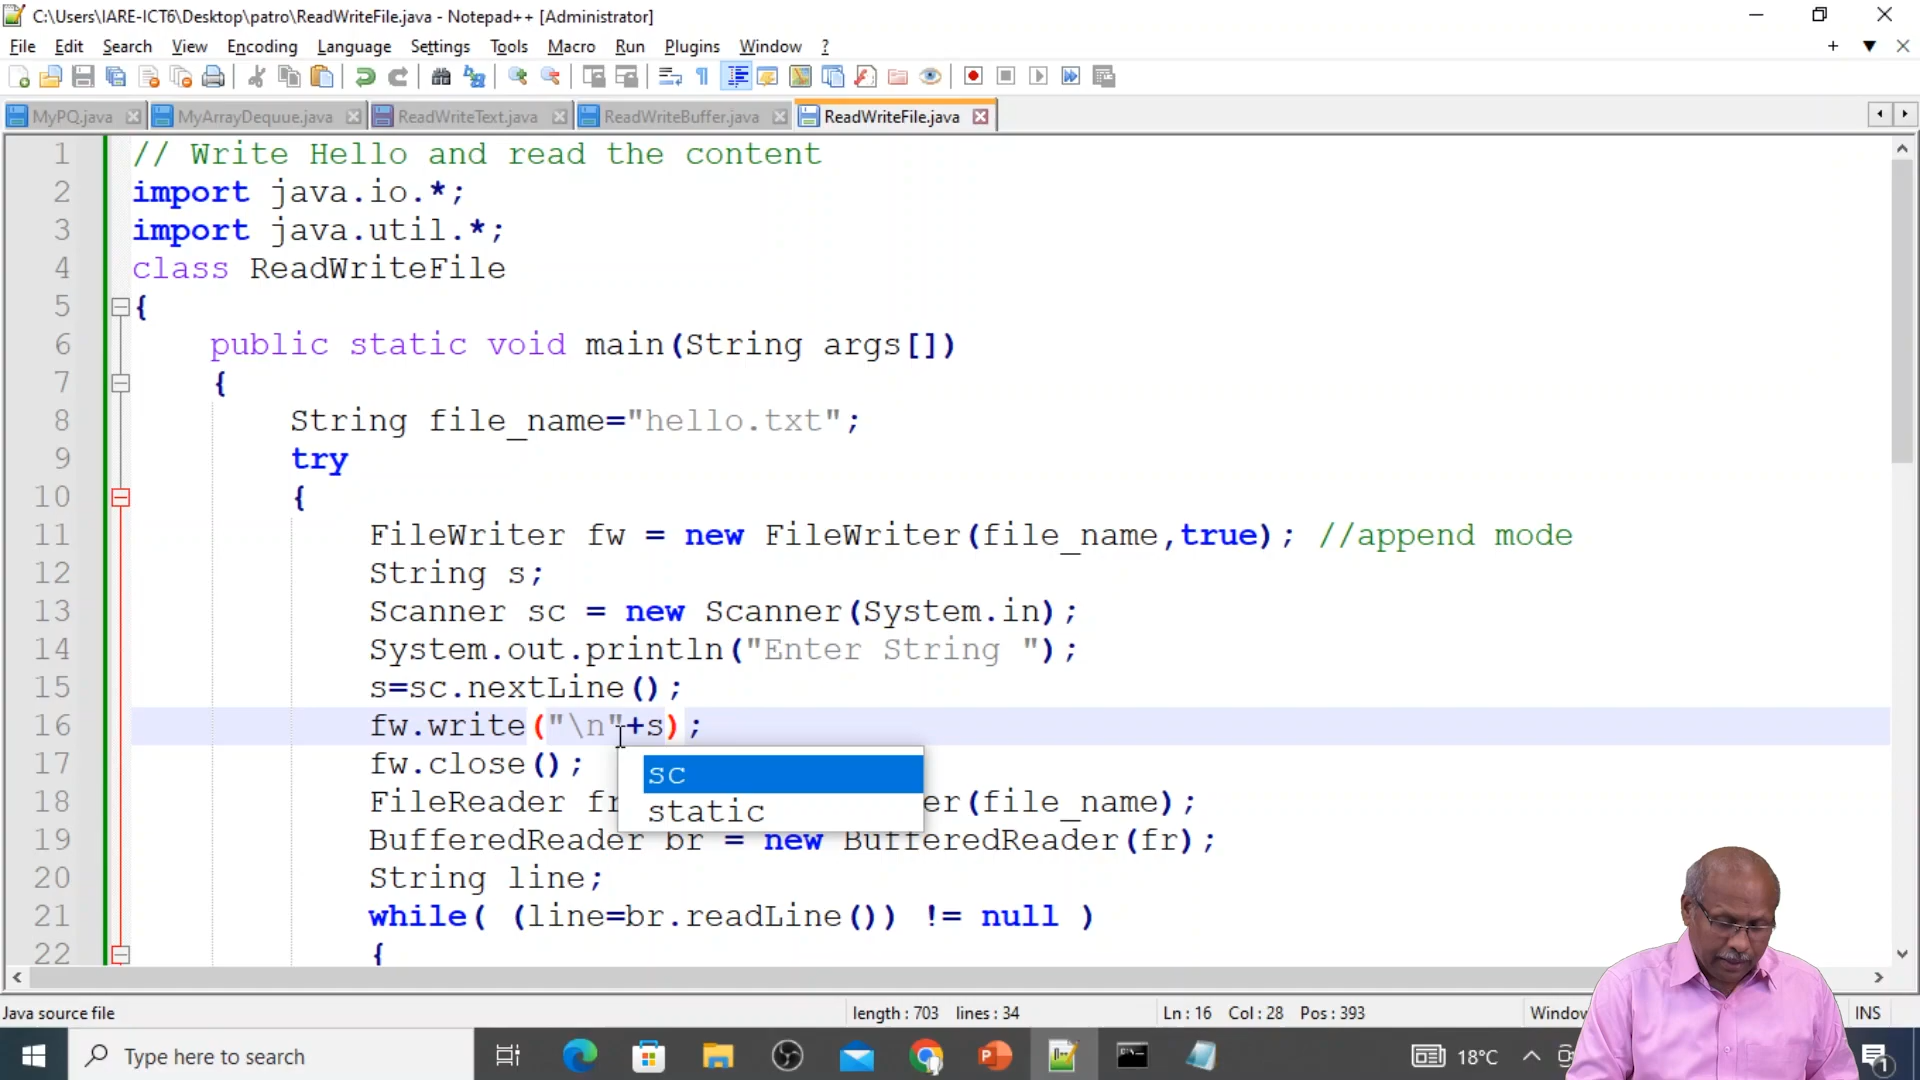 C:\Users\IARE-ICT6\Desktop\patro\ReadWriteFile.java - Notepad++ [Administrator]
File Edit Search View Encoding Language Settings Tools Macro Run Plugins Window ?
MyPQ.java MyArrayDequue.java ReadWriteText.java ReadWriteBuffer.java ReadWriteFile.java
1 // Write Hello and read the content
2 import java.io.*;
3 import java.util.*;
4 class ReadWriteFile
5 {
6 public static void main(String args[])
7 {
8 String file_name="hello.txt";
9 try
10 {
11 FileWriter fw = new FileWriter(file_name,true); //append mode
12 String s;
13 Scanner sc = new Scanner(System.in);
14 System.out.println("Enter String ");
15 s=sc.nextLine();
16 fw.write("\n"+s);
17 fw.close();
sc
18 FileReader fr er(file_name);
static
19 BufferedReader br = new BufferedReader(fr);
20 String line;
21 while( (line=br.readLine()) != null )
22 {
Java source file length : 703 lines : 34 Ln : 16 Col : 28 Pos : 393 Window INS
Type here to search 18°C 1